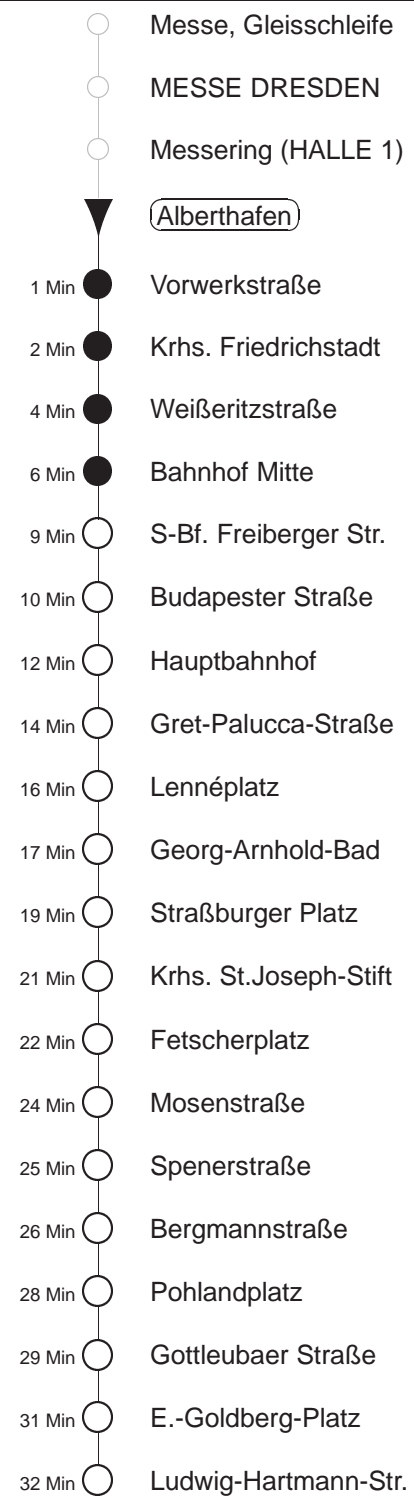 Messe, Gleisschleife
MESSE DRESDEN
Messering (HALLE 1)
Alberthafen
1 Min Vorwerkstraße
2 Min Krhs. Friedrichstadt
4 Min Weißeritzstraße
6 Min Bahnhof Mitte
9 Min S-Bf. Freiberger Str.
10 Min Budapester Straße
12 Min Hauptbahnhof
14 Min Gret-Palucca-Straße
16 Min Lennéplatz
17 Min Georg-Arnhold-Bad
19 Min Straßburger Platz
21 Min Krhs. St.Joseph-Stift
22 Min Fetscherplatz
24 Min Mosenstraße
25 Min Spenerstraße
26 Min Bergmannstraße
28 Min Pohlandplatz
29 Min Gottleubaer Straße
31 Min E.-Goldberg-Platz
32 Min Ludwig-Hartmann-Str.